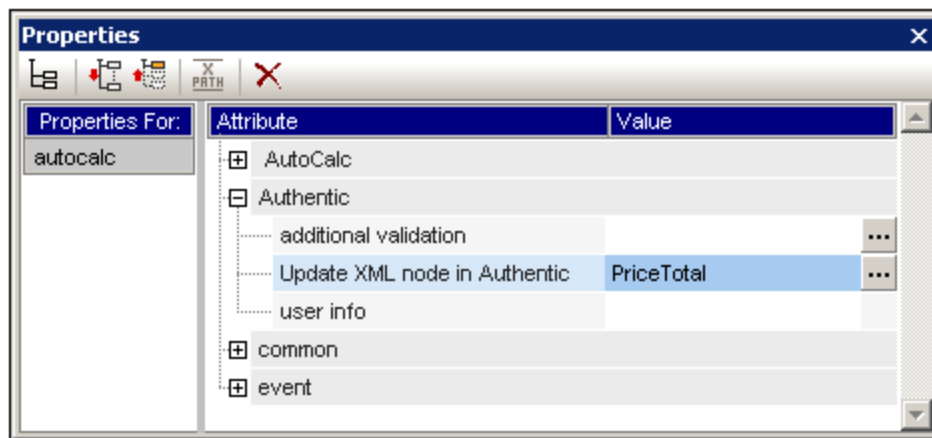 Properties
XPATH
Properties For: Attribute Value
autocalc AutoCalc
Authentic
additional validation ...
Update XML node in Authentic PriceTotal ...
user info
common
event